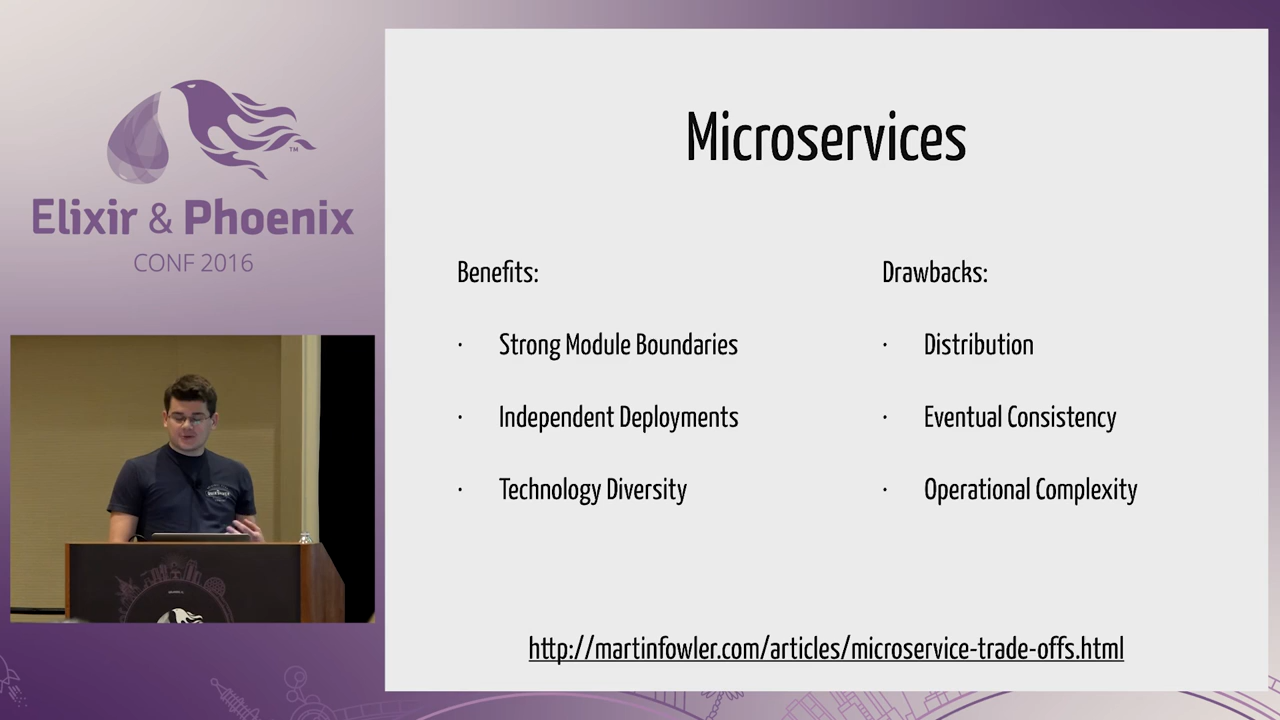 Elixir & Phoenix
™
CONF 2016
Microservices
Benefits:
· Strong Module Boundaries
· Independent Deployments
· Technology Diversity
Drawbacks:
· Distribution
· Eventual Consistency
· Operational Complexity
http://martinfowler.com/articles/microservice-trade-offs.html